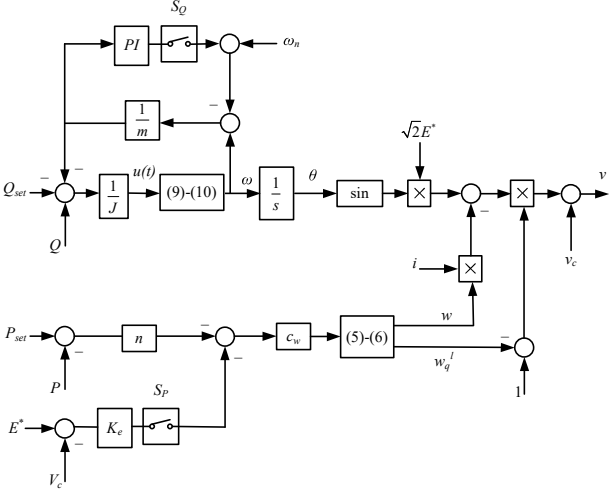 S_Q
PI
ω_n
−
1/m
√2E*
− −
Q_set
1/J
u(t)
(9)-(10)
ω
1/s
θ
sin
×
−
×
v
Q
v_c
i
×
P_set
−
n
−
−
c_w
(5)-(6)
w
w_q^l
−
P
1
S_P
E*
−
K_e
V_c